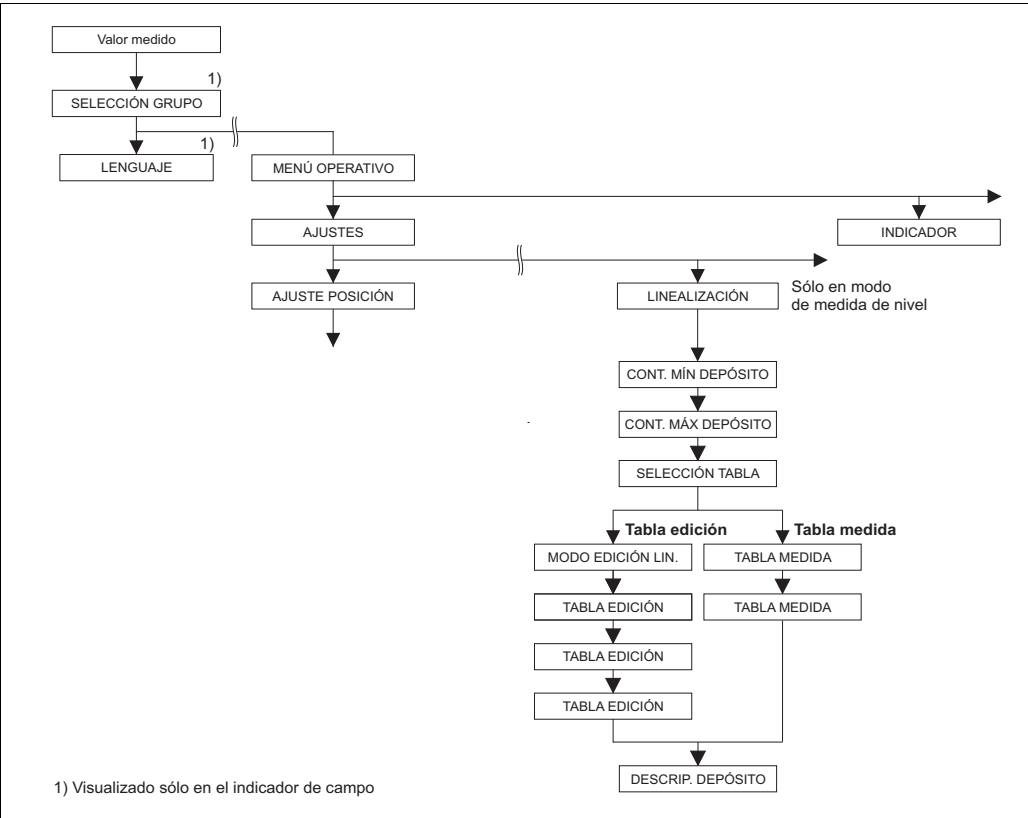 Valor medido
1)
SELECCIÓN GRUPO
1)
LENGUAJE
MENÚ OPERATIVO
AJUSTES
INDICADOR
AJUSTE POSICIÓN
LINEALIZACIÓN
Sólo en modo
de medida de nivel
CONT. MÍN DEPÓSITO
CONT. MÁX DEPÓSITO
SELECCIÓN TABLA
Tabla edición
Tabla medida
MODO EDICIÓN LIN.
TABLA MEDIDA
TABLA EDICIÓN
TABLA MEDIDA
TABLA EDICIÓN
TABLA EDICIÓN
DESCRIP. DEPÓSITO
1) Visualizado sólo en el indicador de campo